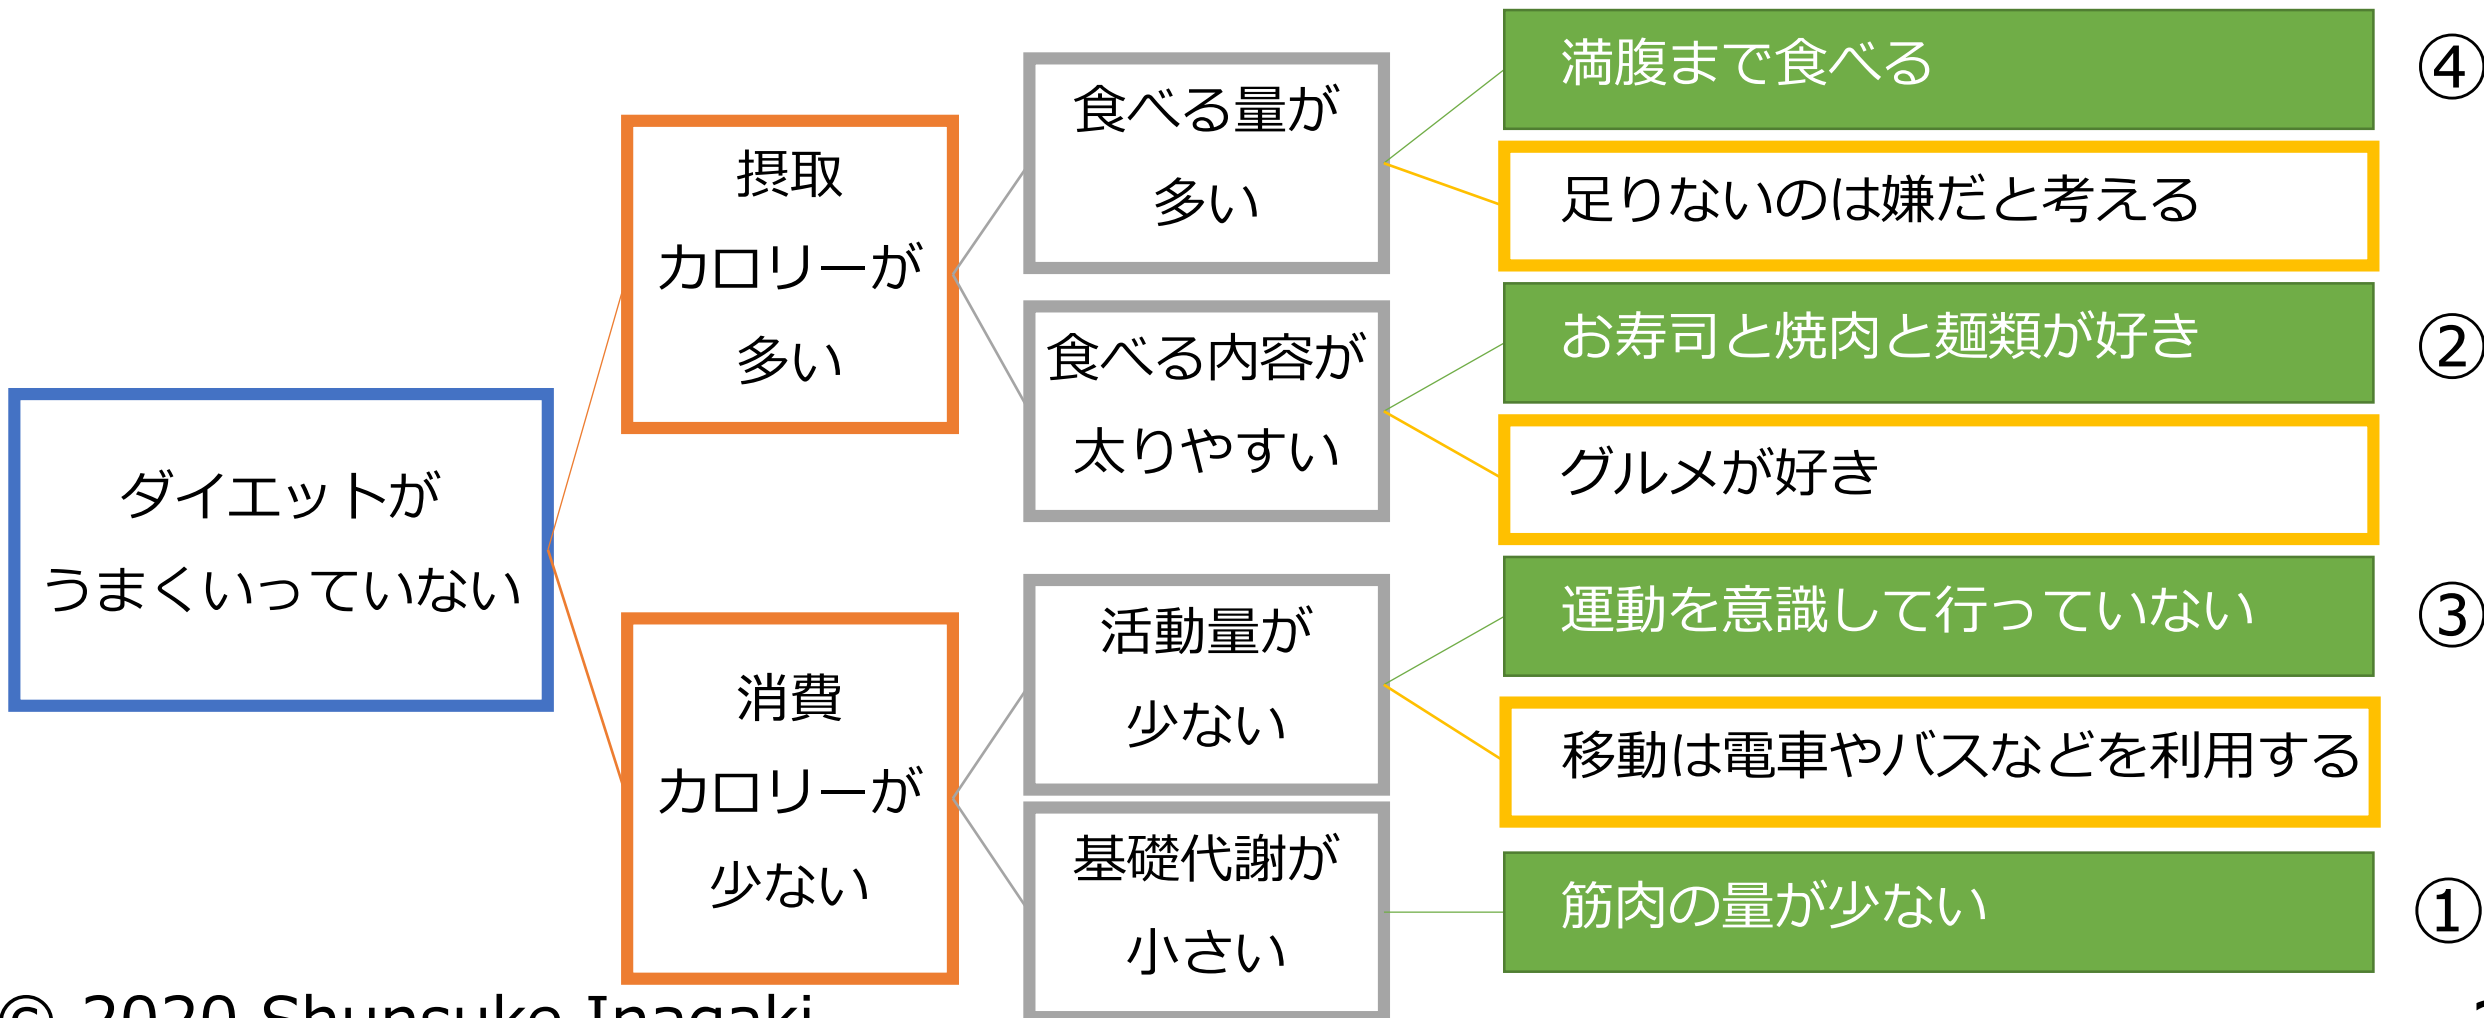 ダイエットが
うまくいっていない
摂取
カロリーが
多い
消費
カロリーが
少ない
食べる量が
多い
食べる内容が
太りやすい
活動量が
少ない
基礎代謝が
小さい
満腹まで食べる
④
足りないのは嫌だと考える
お寿司と焼肉と麺類が好き
②
グルメが好き
運動を意識して行っていない
③
移動は電車やバスなどを利用する
筋肉の量が少ない
①
© 2020 Shunsuke Inagaki